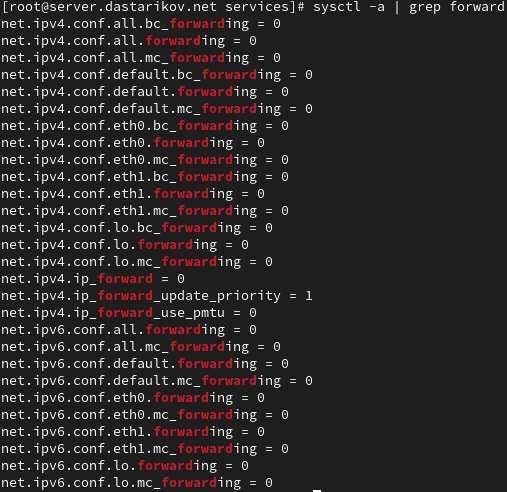 [root@server.dastarikov.net services]# sysctl -a | grep forward
net.ipv4.conf.all.bc_forwarding = 0
net.ipv4.conf.all.forwarding = 0
net.ipv4.conf.all.mc_forwarding = 0
net.ipv4.conf.default.bc_forwarding = 0
net.ipv4.conf.default.forwarding = 0
net.ipv4.conf.default.mc_forwarding = 0
net.ipv4.conf.eth0.bc_forwarding = 0
net.ipv4.conf.eth0.forwarding = 0
net.ipv4.conf.eth0.mc_forwarding = 0
net.ipv4.conf.eth1.bc_forwarding = 0
net.ipv4.conf.eth1.forwarding = 0
net.ipv4.conf.eth1.mc_forwarding = 0
net.ipv4.conf.lo.bc_forwarding = 0
net.ipv4.conf.lo.forwarding = 0
net.ipv4.conf.lo.mc_forwarding = 0
net.ipv4.ip_forward = 0
net.ipv4.ip_forward_update_priority = 1
net.ipv4.ip_forward_use_pmtu = 0
net.ipv6.conf.all.forwarding = 0
net.ipv6.conf.all.mc_forwarding = 0
net.ipv6.conf.default.forwarding = 0
net.ipv6.conf.default.mc_forwarding = 0
net.ipv6.conf.eth0.forwarding = 0
net.ipv6.conf.eth0.mc_forwarding = 0
net.ipv6.conf.eth1.forwarding = 0
net.ipv6.conf.eth1.mc_forwarding = 0
net.ipv6.conf.lo.forwarding = 0
net.ipv6.conf.lo.mc_forwarding = 0